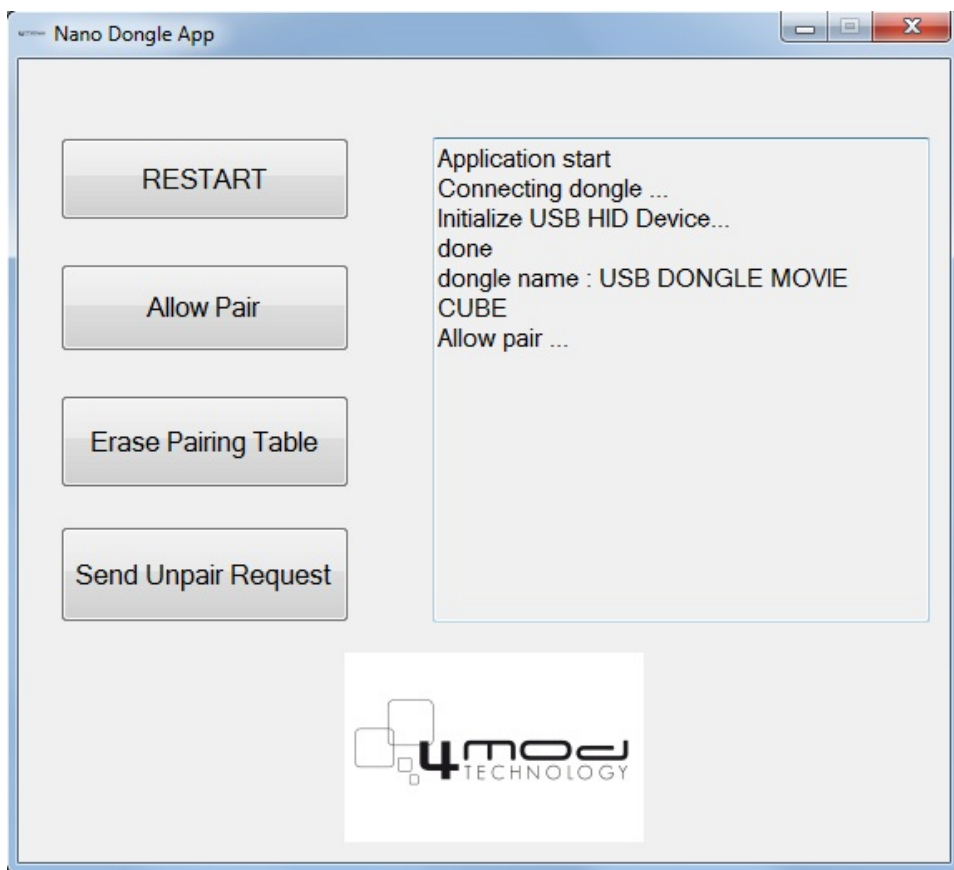 Nano Dongle App
RESTART
Allow Pair
Erase Pairing Table
Send Unpair Request
Application start
Connecting dongle ...
Initialize USB HID Device...
done
dongle name : USB DONGLE MOVIE
CUBE
Allow pair ...
4mod
TECHNOLOGY